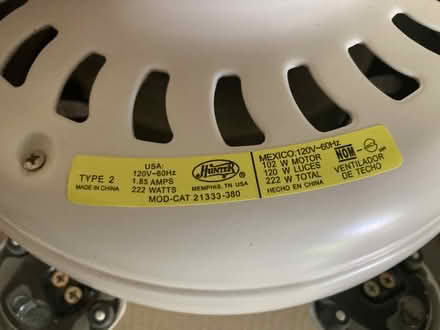 TYPE 2
MADE IN CHINA
USA:
120V~60Hz
1.85 AMPS
222 WATTS
MOD-CAT 21333-380
HUNTER
®
MEMPHIS, TN, USA
MEXICO:120V~60Hz
102 W MOTOR
120 W LUCES
222 W TOTAL
HECHO EN CHINA
NOM
VENTILADOR
DE TECHO